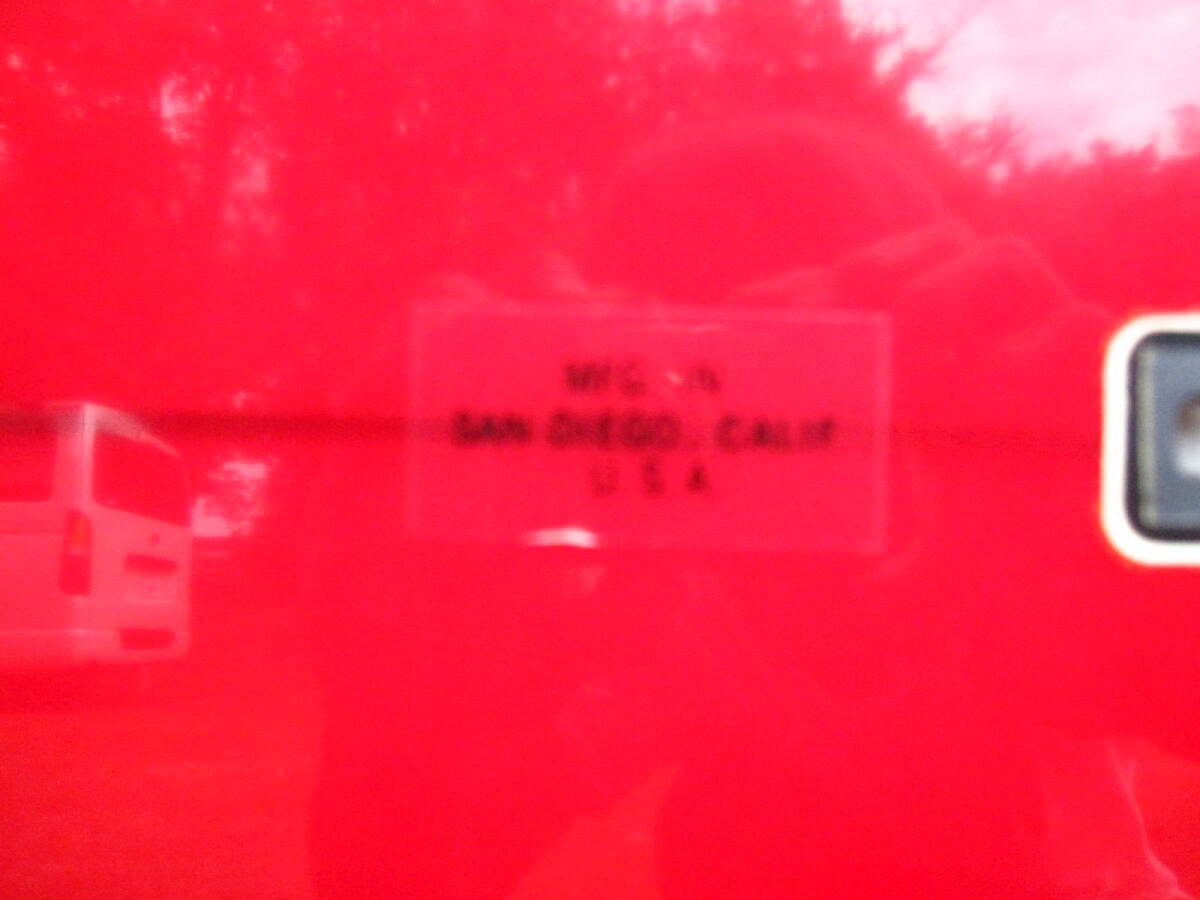 MFG. IN
SAN DIEGO, CALIF
U S A